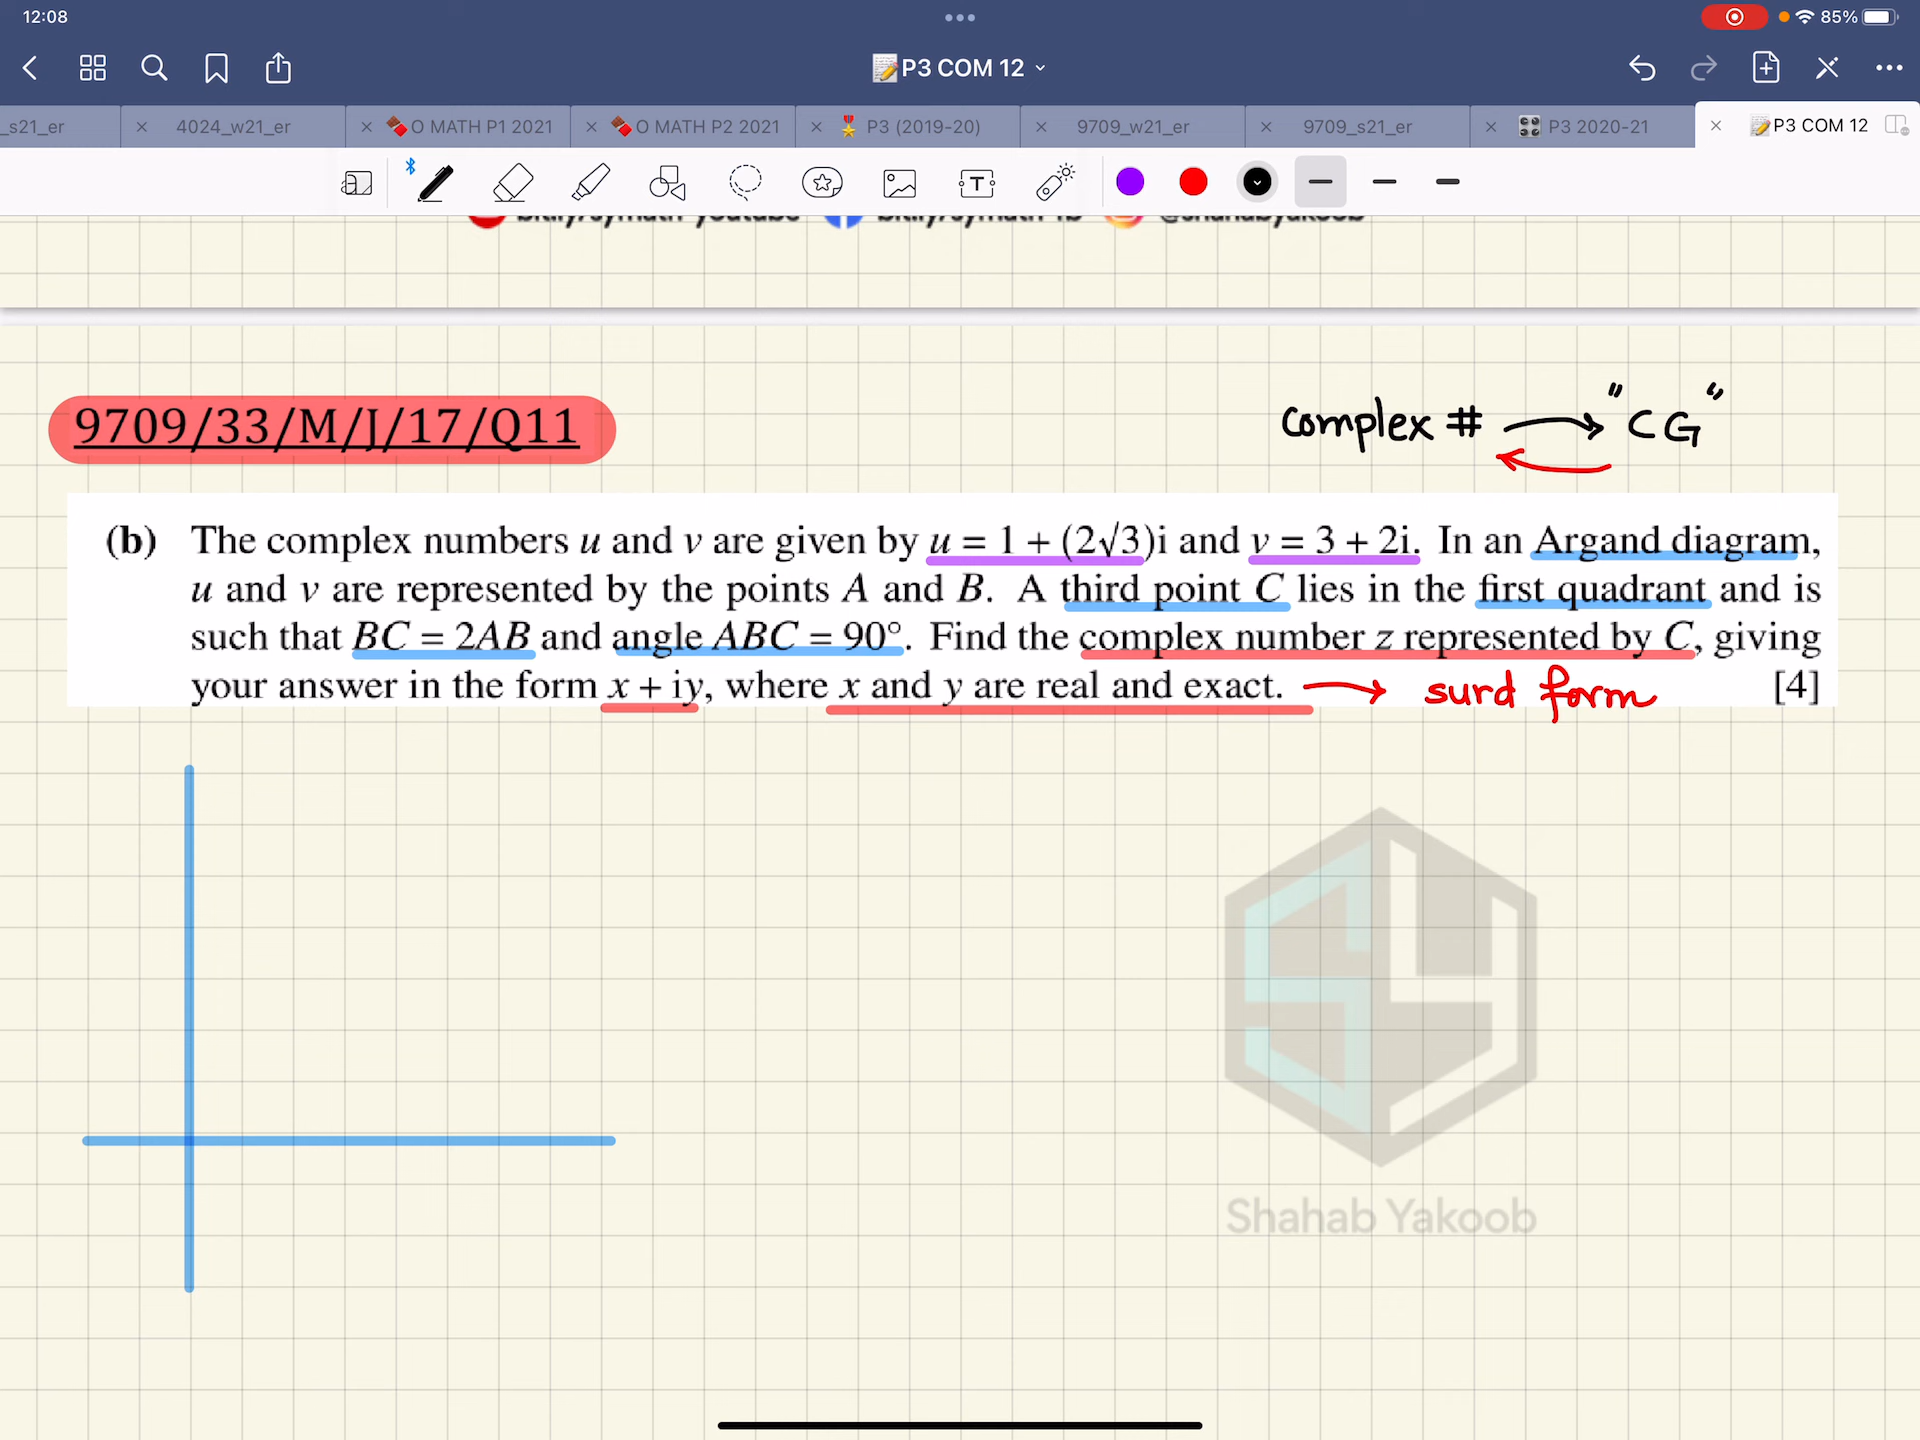 12:08
85%
P3 COM 12
_s21_er
4024_w21_er
O MATH P1 2021
O MATH P2 2021
P3 (2019-20)
9709_w21_er
9709_s21_er
P3 2020-21
P3 COM 12
@shahabyakoob
9709/33/M/J/17/Q11
Complex # → "CG"
(b) The complex numbers u and v are given by u = 1 + (2√3)i and v = 3 + 2i. In an Argand diagram,
u and v are represented by the points A and B. A third point C lies in the first quadrant and is
such that BC = 2AB and angle ABC = 90°. Find the complex number z represented by C, giving
your answer in the form x + iy, where x and y are real and exact. → surd form [4]
Shahab Yakoob